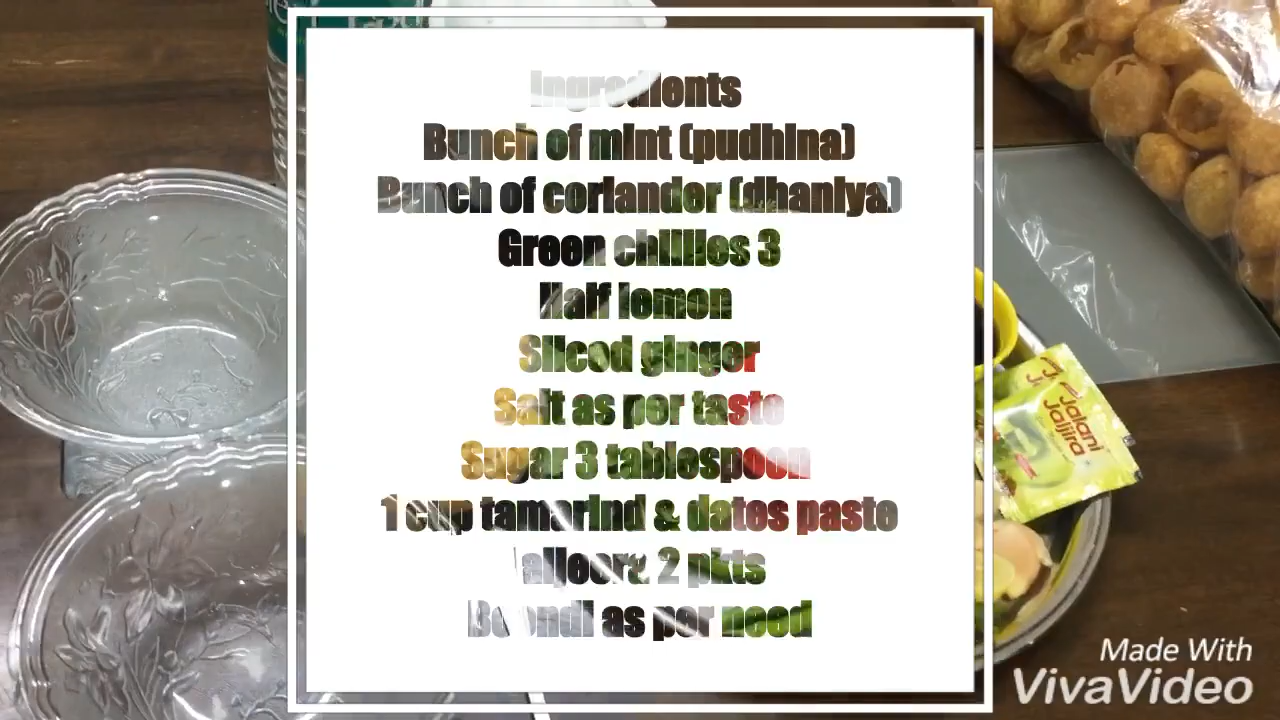 Ingredients
Bunch of mint (pudhina)
Bunch of coriander (dhaniya)
Green chillies 3
Half lemon
Sliced ginger
Salt as per taste
Sugar 3 tablespoon
1 cup tamarind & dates paste
Jaljeera 2 pkts
Boondi as per need
Jalani
Jaljira
Made With
VivaVideo